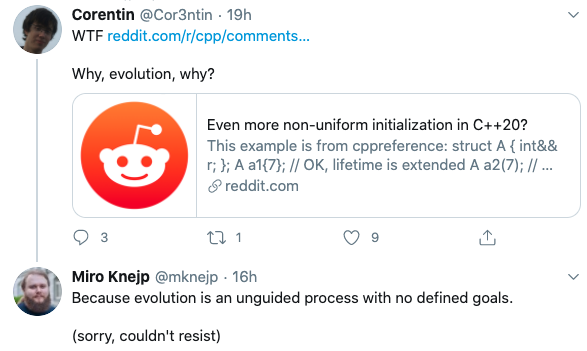 Corentin @Cor3ntin · 19h
WTF reddit.com/r/cpp/comments...
Why, evolution, why?
Even more non-uniform initialization in C++20?
This example is from cppreference: struct A { int&&
r; }; A a1{7}; // OK, lifetime is extended A a2(7); // ...
reddit.com
3 1 9
Miro Knejp @mknejp · 16h
Because evolution is an unguided process with no defined goals.
(sorry, couldn't resist)